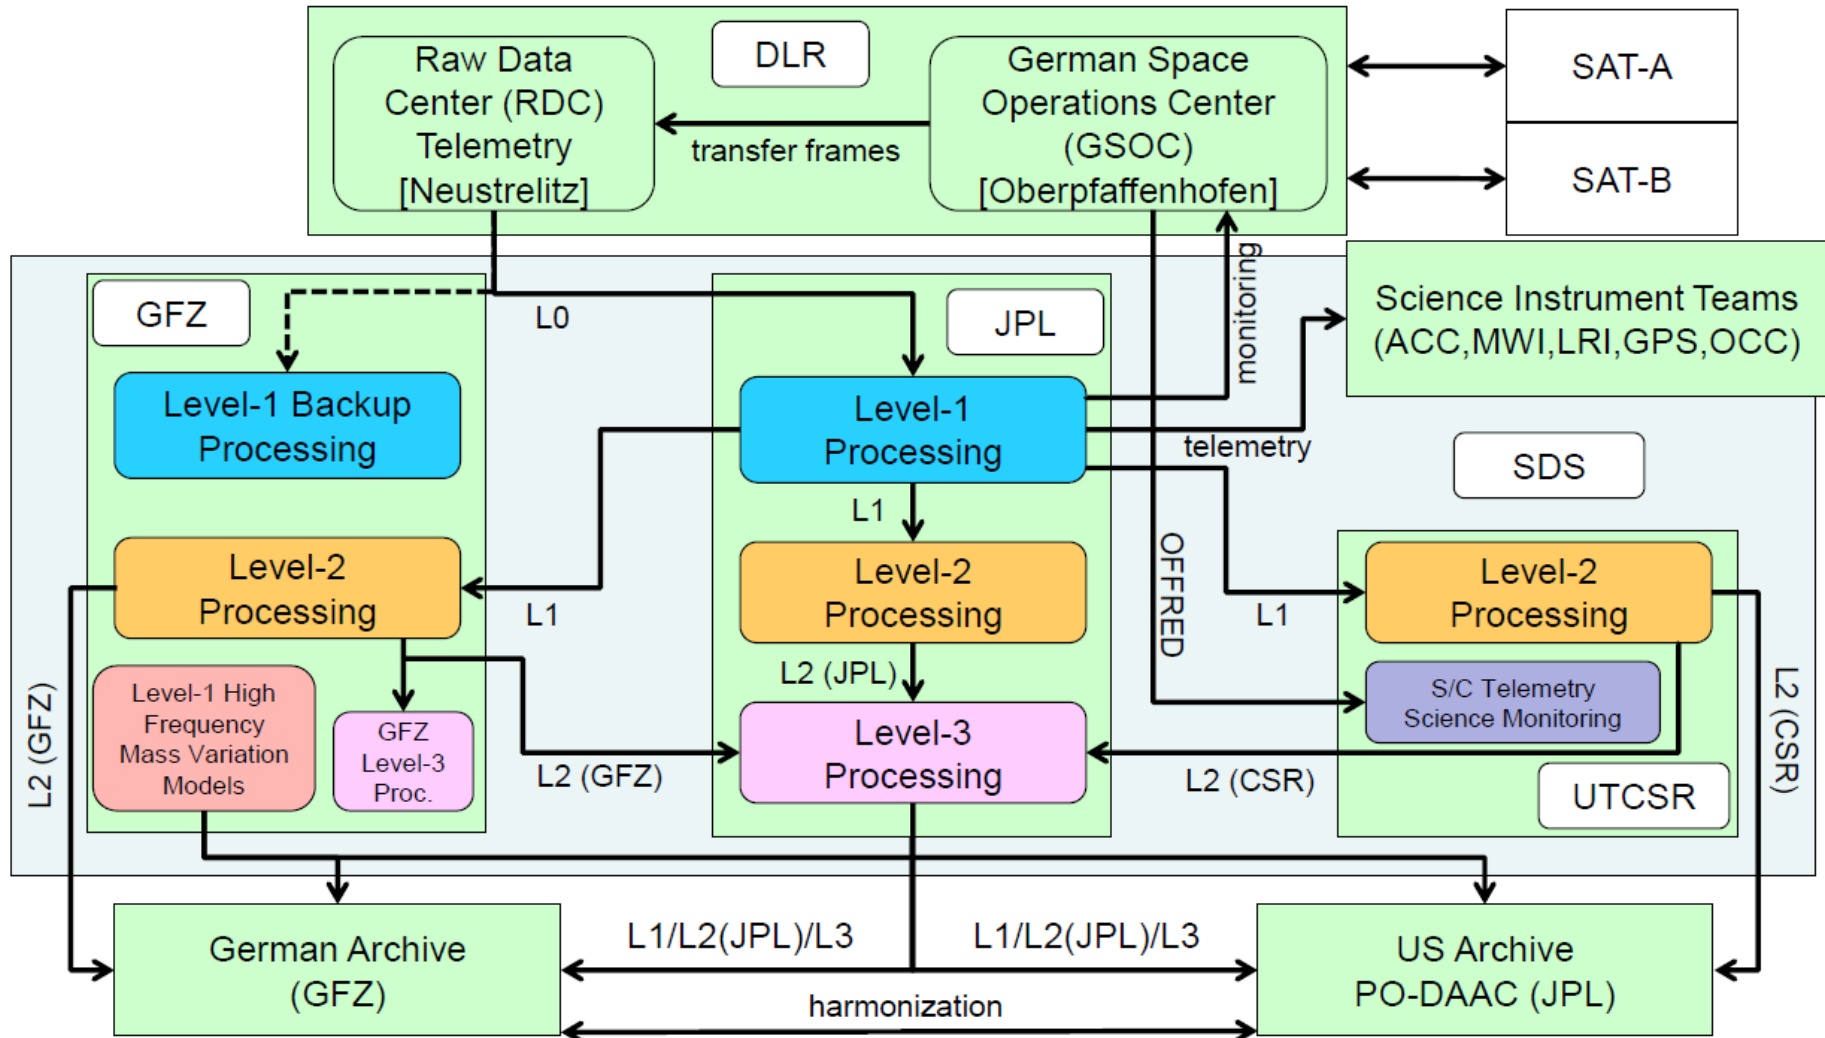 Raw Data
Center (RDC)
Telemetry
[Neustrelitz]
DLR
German Space
Operations Center
(GSOC)
[Oberpfaffenhofen]
transfer frames
SAT-A
SAT-B
GFZ
L0
JPL
monitoring
Science Instrument Teams
(ACC,MWI,LRI,GPS,OCC)
Level-1 Backup
Processing
Level-1
Processing
telemetry
SDS
L1
Level-2
Processing
L1
Level-2
Processing
OFFRED
L1
Level-2
Processing
L2 (GFZ)
Level-1 High
Frequency
Mass Variation
Models
GFZ
Level-3
Proc.
L2 (GFZ)
L2 (JPL)
Level-3
Processing
S/C Telemetry
Science Monitoring
L2 (CSR)
UTCSR
L2 (CSR)
German Archive
(GFZ)
L1/L2(JPL)/L3
L1/L2(JPL)/L3
harmonization
US Archive
PO-DAAC (JPL)